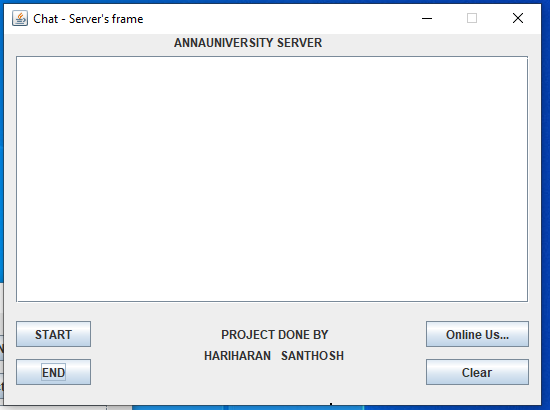 Chat - Server's frame
ANNAUNIVERSITY SERVER
START
PROJECT DONE BY
Online Us...
HARIHARAN SANTHOSH
END
Clear